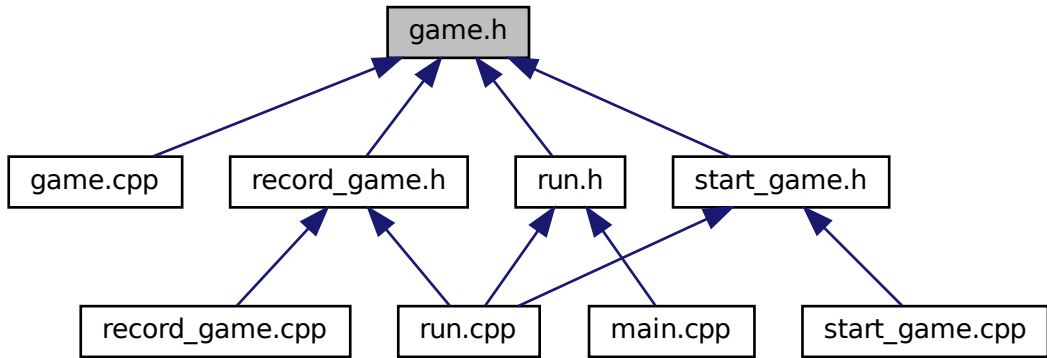 game.h
game.cpp
record_game.h
run.h
start_game.h
record_game.cpp
run.cpp
main.cpp
start_game.cpp